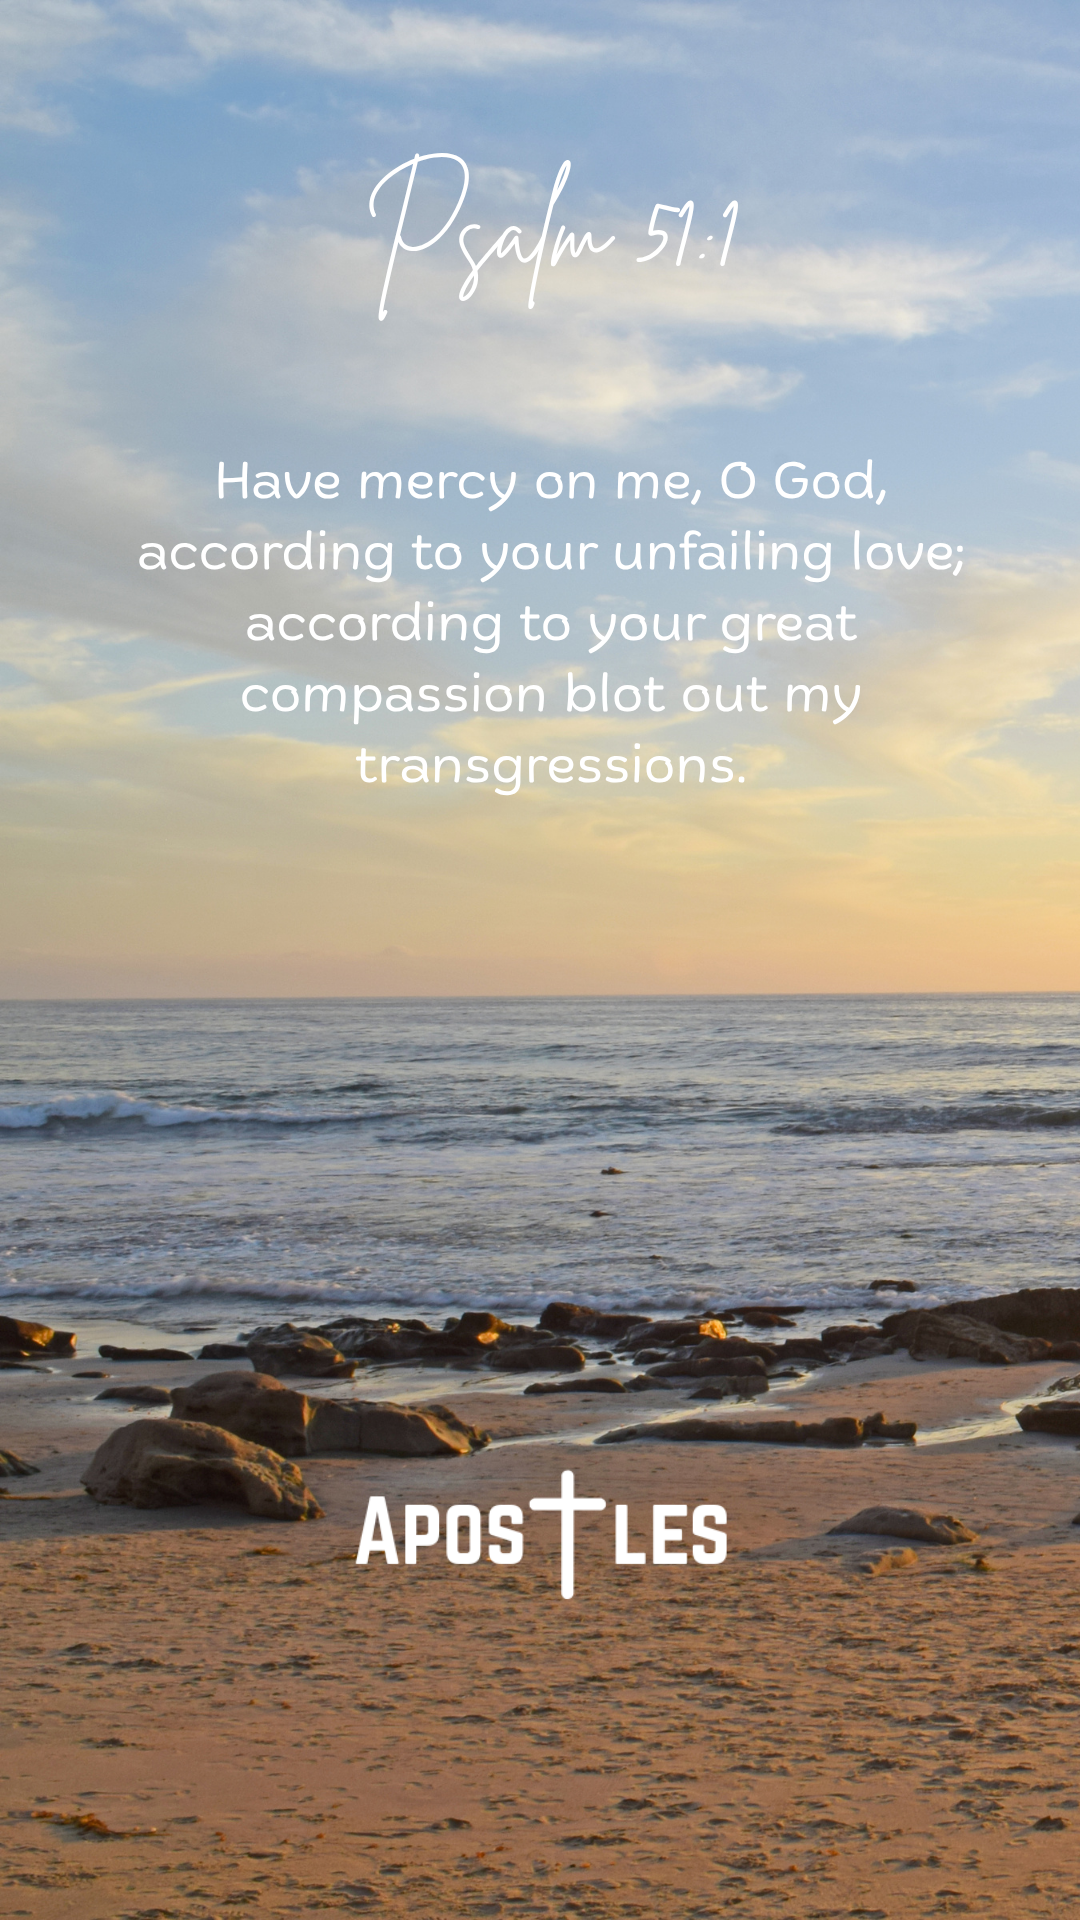 Psalm 51:1
Have mercy on me, O God,
according to your unfailing love;
according to your great
compassion blot out my
transgressions.
APOSTLES